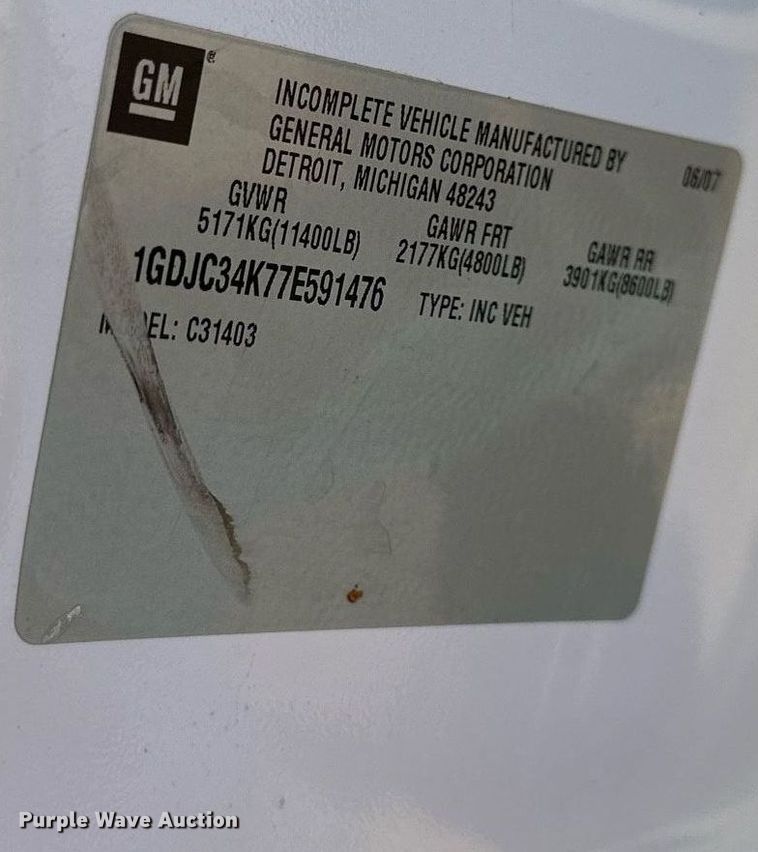 GM®
INCOMPLETE VEHICLE MANUFACTURED BY
GENERAL MOTORS CORPORATION
DETROIT, MICHIGAN 48243
06/07
GVWR
5171KG(11400LB)
GAWR FRT
2177KG(4800LB)
GAWR RR
3901KG(8600LB)
1GDJC34K77E591476
TYPE: INC VEH
C31403
Purple Wave Auction